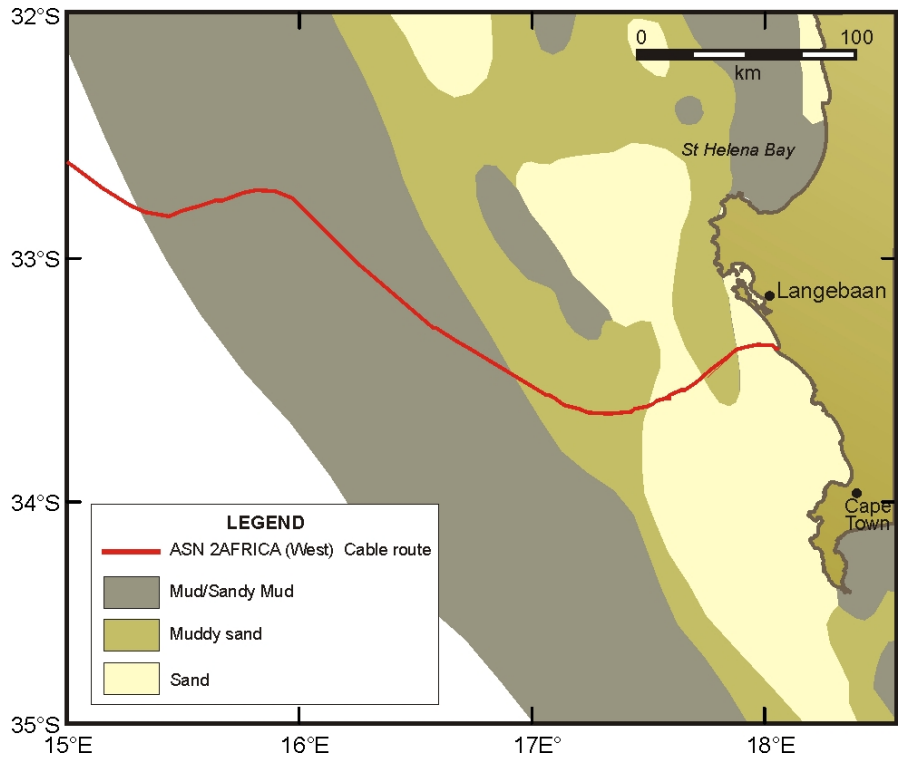 32°S
0 100
km
St Helena Bay
33°S
Langebaan
34°S
Cape
Town
LEGEND
ASN 2AFRICA (West) Cable route
Mud/Sandy Mud
Muddy sand
Sand
35°S
15°E 16°E 17E° 18°E